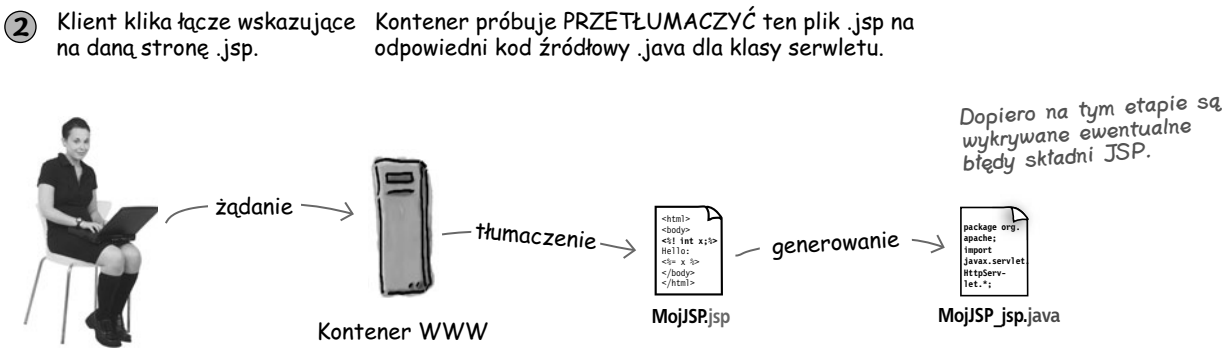 2
Klient klika łącze wskazujące
na daną stronę .jsp.
Kontener próbuje PRZETŁUMACZYĆ ten plik .jsp na
odpowiedni kod źródłowy .java dla klasy serwletu.
Dopiero na tym etapie są
wykrywane ewentualne
błędy składni JSP.
żądanie
Kontener WWW
tłumaczenie
<html>
<body>
<%! int x;%>
Hello:
<%= x %>
</body>
</html>
MojJSP.jsp
generowanie
package org.
apache;
import
javax.servlet.
HttpServ-
let.*;
MojJSP_jsp.java